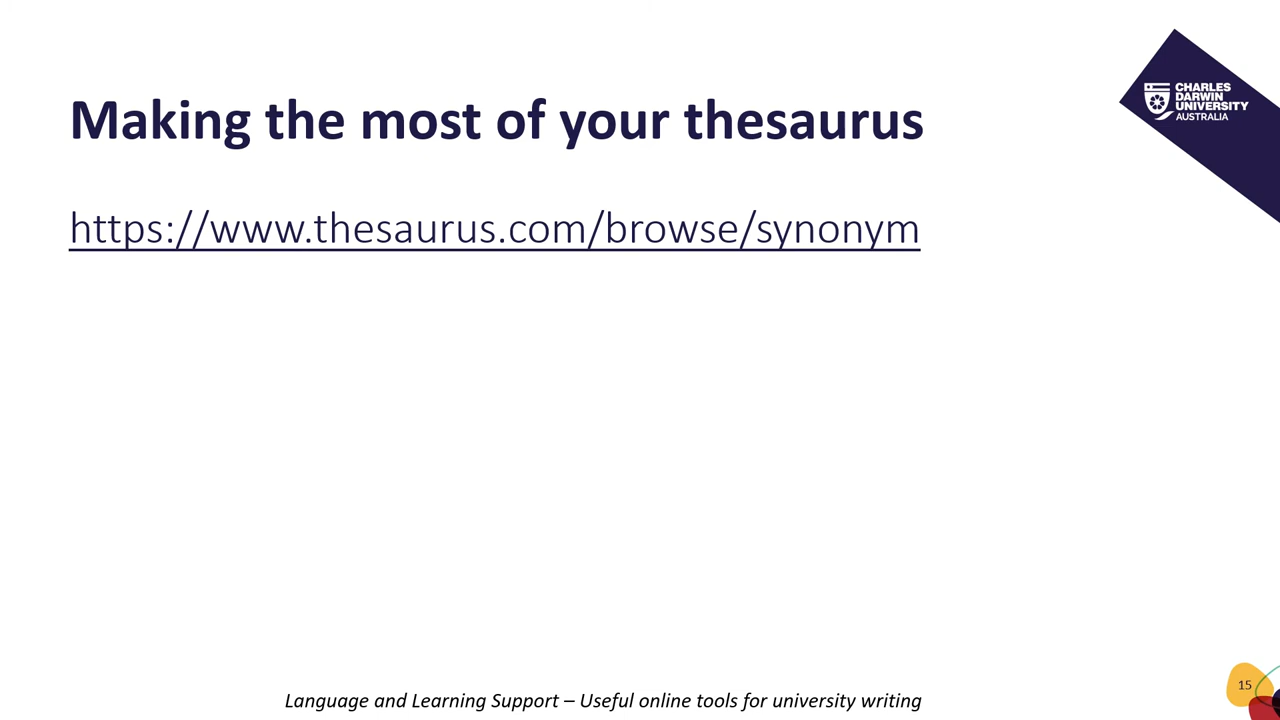 Making the most of your thesaurus
https://www.thesaurus.com/browse/synonym
CHARLES
DARWIN
UNIVERSITY
AUSTRALIA
Language and Learning Support – Useful online tools for university writing
15